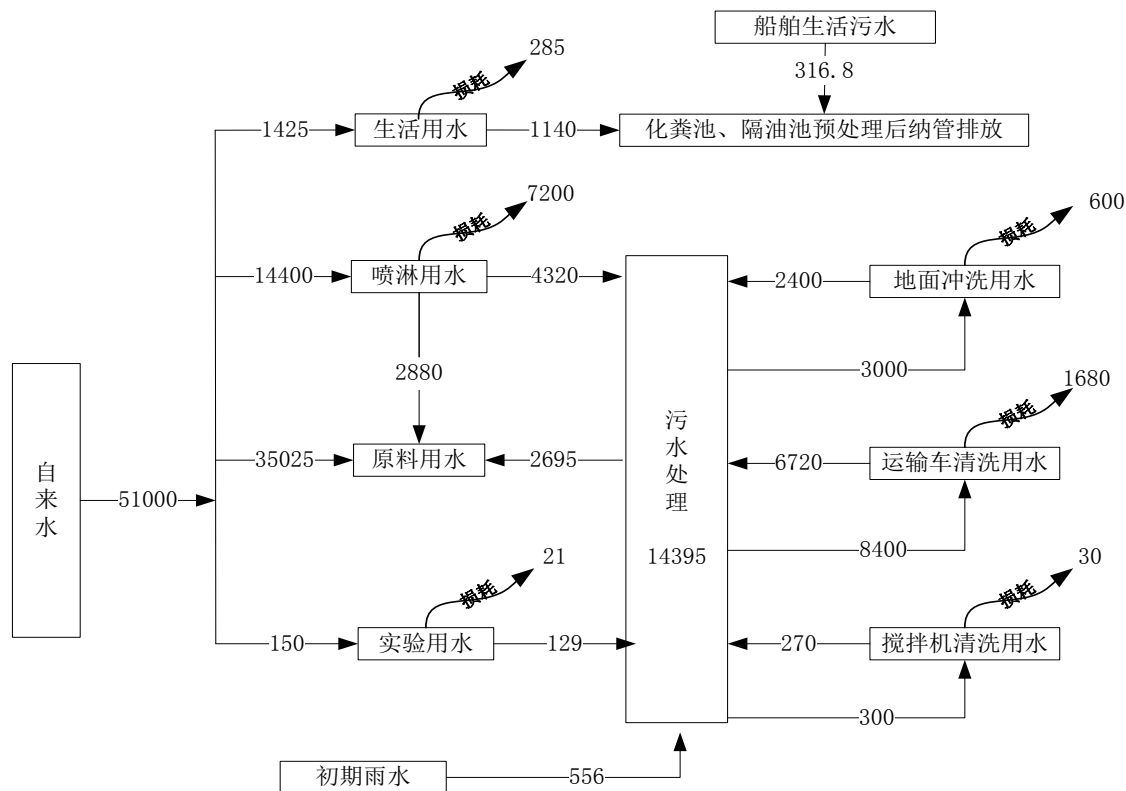 船舶生活污水
285
损耗
316.8
1425
生活用水
1140
化粪池、隔油池预处理后纳管排放
7200
损耗
600
损耗
14400
喷淋用水
4320
2400
地面冲洗用水
2880
3000
1680
损耗
自来水
51000
35025
原料用水
2695
污水处理
14395
6720
运输车清洗用水
8400
21
损耗
30
损耗
150
实验用水
129
270
搅拌机清洗用水
300
初期雨水
556